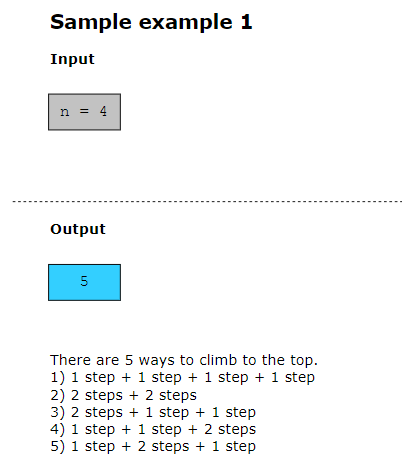 Sample example 1
Input
n = 4
Output
5
There are 5 ways to climb to the top.
1) 1 step + 1 step + 1 step + 1 step
2) 2 steps + 2 steps
3) 2 steps + 1 step + 1 step
4) 1 step + 1 step + 2 steps
5) 1 step + 2 steps + 1 step